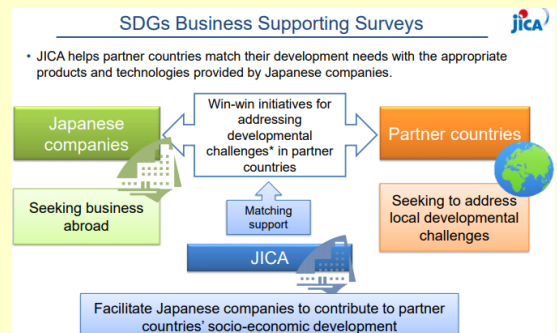 SDGs Business Supporting Surveys
jica
• JICA helps partner countries match their development needs with the appropriate
products and technologies provided by Japanese companies.
Japanese
companies
Win-win initiatives for
addressing
developmental
challenges* in partner
countries
Partner countries
Seeking business
abroad
Matching
support
Seeking to address
local developmental
challenges
JICA
Facilitate Japanese companies to contribute to partner
countries' socio-economic development